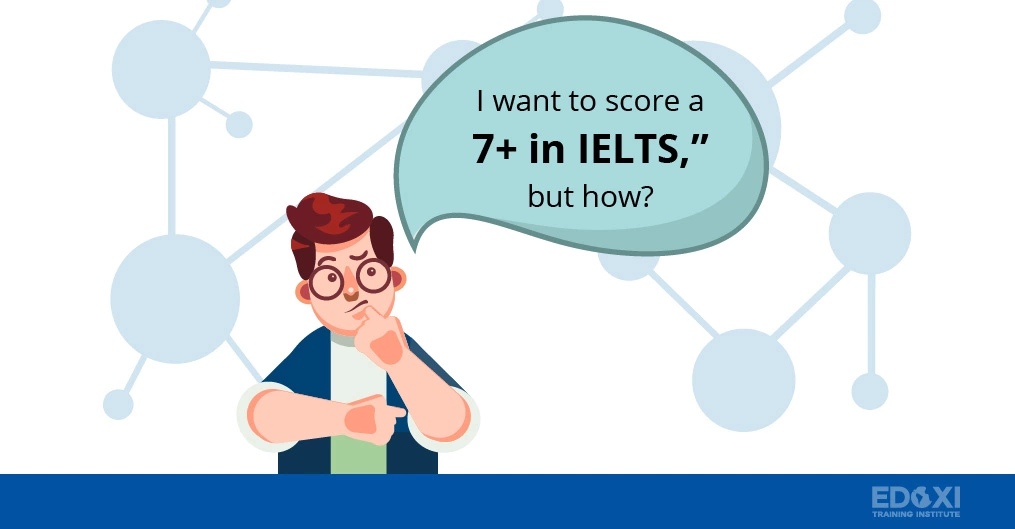 I want to score a
7+ in IELTS,”
but how?
EDOXI
TRAINING INSTITUTE